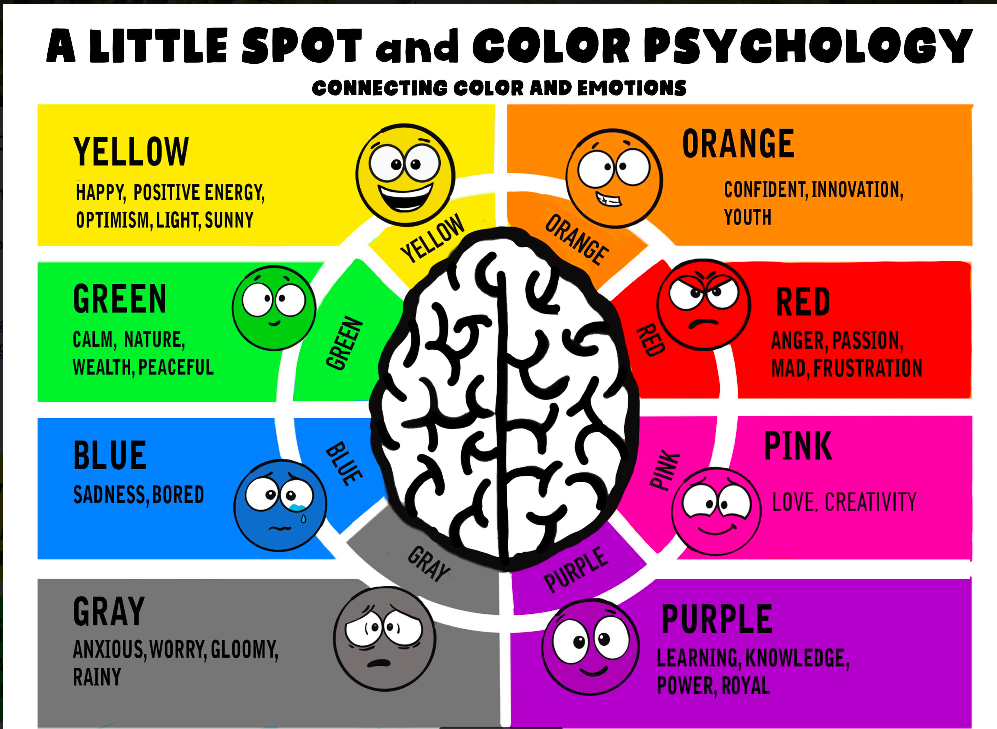 A LITTLE SPOT and COLOR PSYCHOLOGY
CONNECTING COLOR AND EMOTIONS
YELLOW
HAPPY, POSITIVE ENERGY,
OPTIMISM, LIGHT, SUNNY
ORANGE
CONFIDENT, INNOVATION,
YOUTH
YELLOW
ORANGE
GREEN
CALM, NATURE,
WEALTH, PEACEFUL
GREEN
RED
RED
ANGER, PASSION,
MAD, FRUSTRATION
BLUE
SADNESS, BORED
BLUE
PINK
PINK
LOVE. CREATIVITY
GRAY
PURPLE
GRAY
ANXIOUS, WORRY, GLOOMY,
RAINY
PURPLE
LEARNING, KNOWLEDGE,
POWER, ROYAL